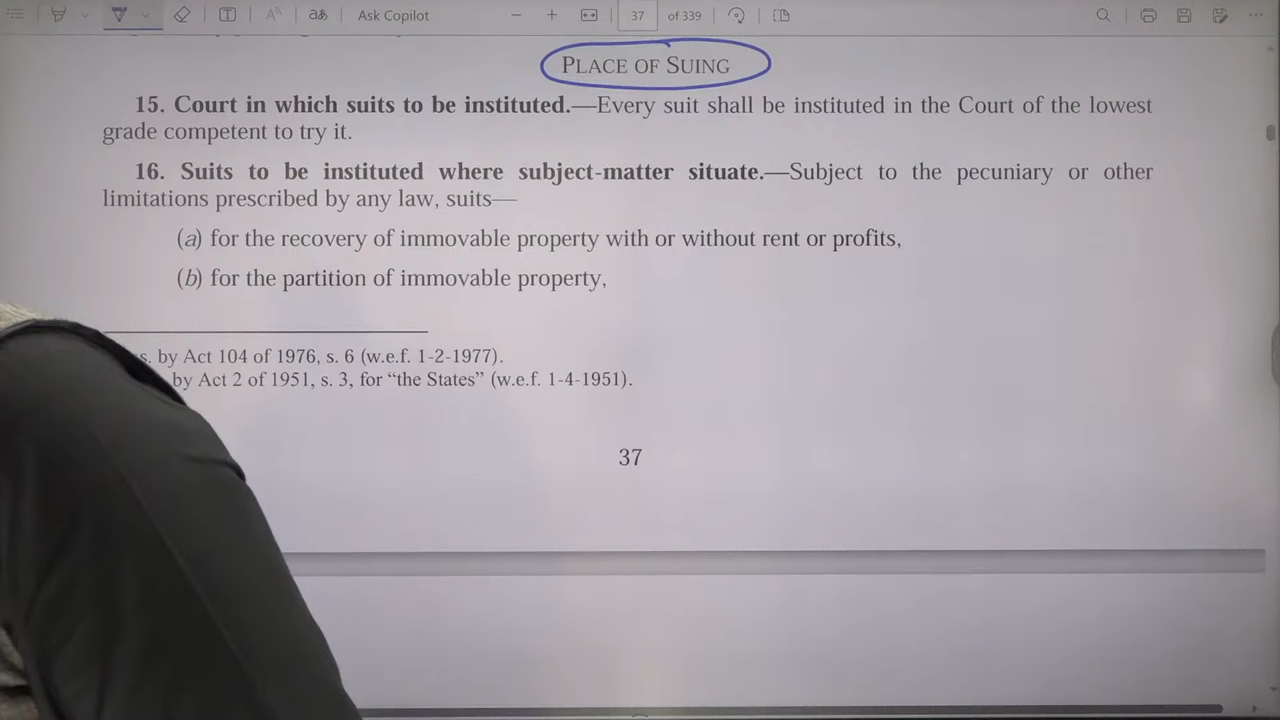 Ask Copilot
37 of 339
PLACE OF SUING
15. Court in which suits to be instituted.—Every suit shall be instituted in the Court of the lowest
grade competent to try it.
16. Suits to be instituted where subject-matter situate.—Subject to the pecuniary or other
limitations prescribed by any law, suits—
(a) for the recovery of immovable property with or without rent or profits,
(b) for the partition of immovable property,
by Act 104 of 1976, s. 6 (w.e.f. 1-2-1977).
by Act 2 of 1951, s. 3, for “the States” (w.e.f. 1-4-1951).
37